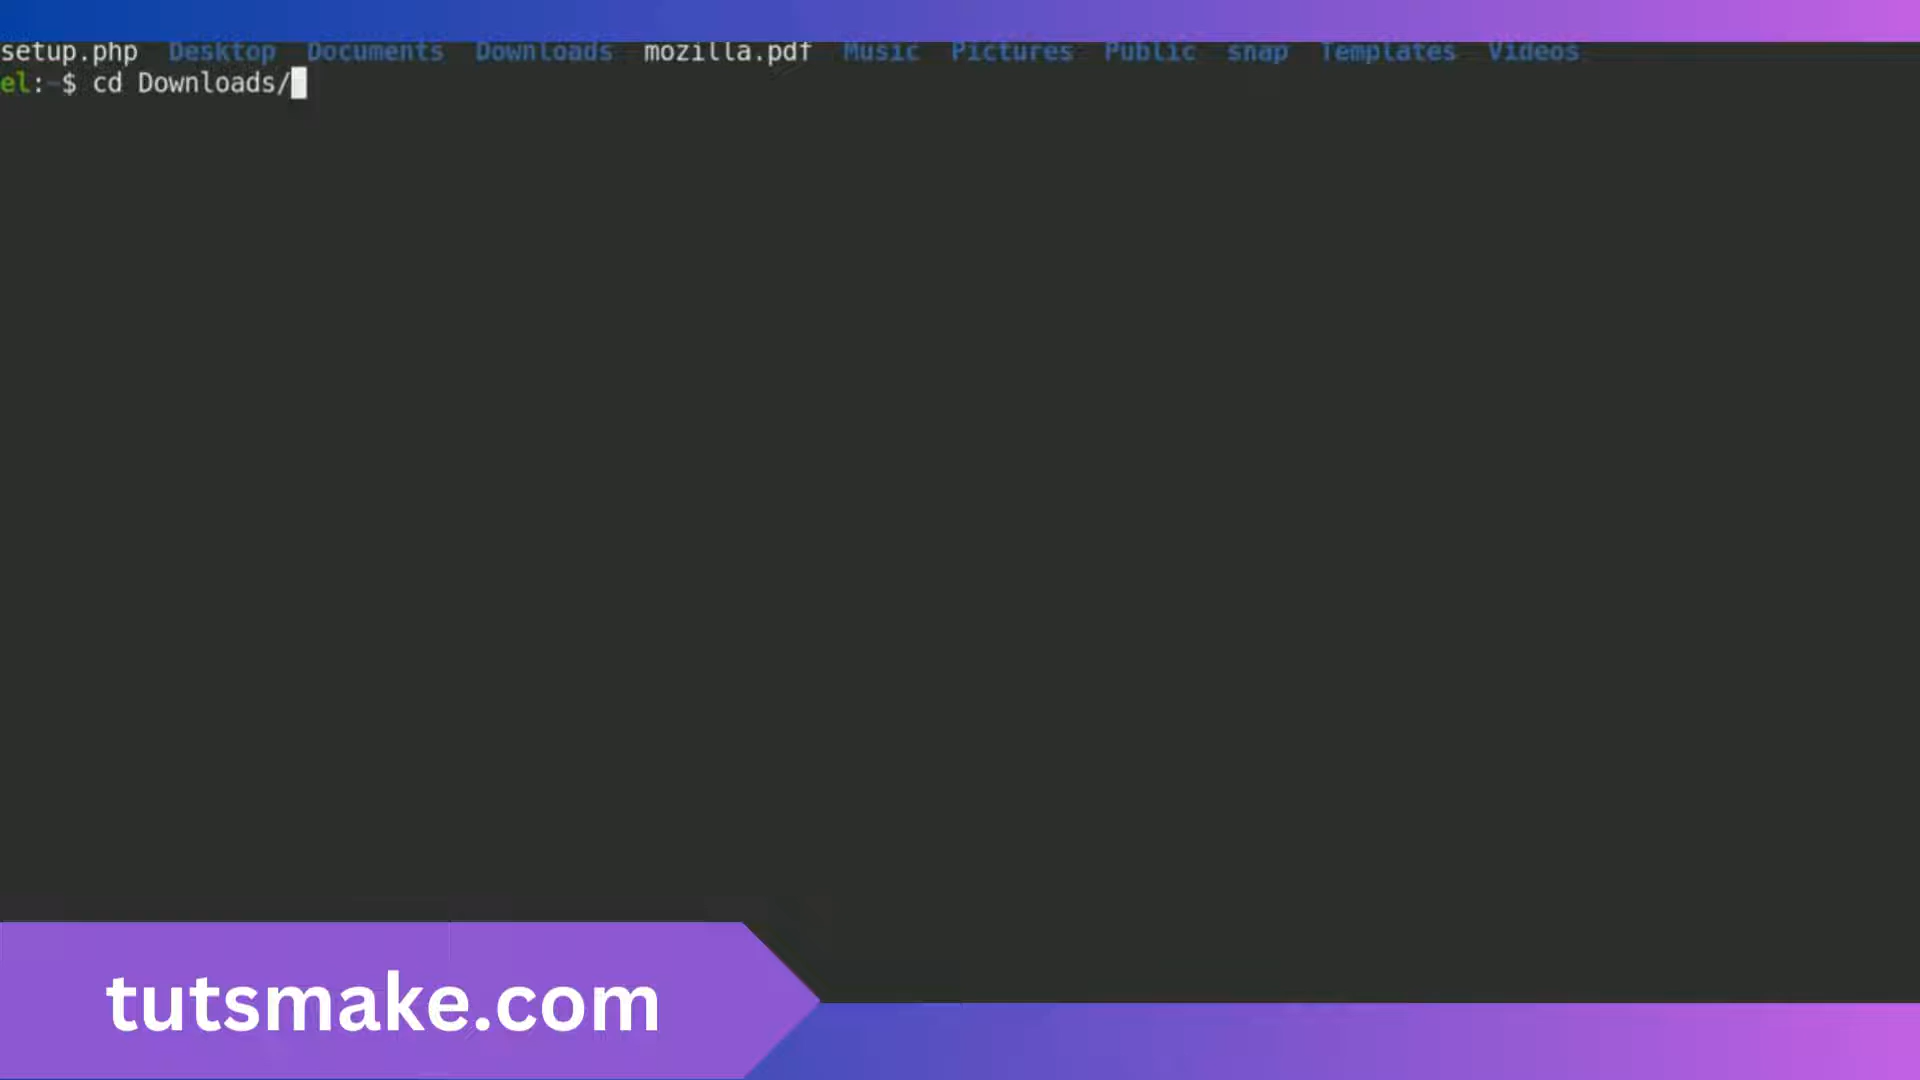 setup.php Desktop Documents Downloads mozilla.pdf Music Pictures Public snap Templates Videos
el:~$ cd Downloads/
tutsmake.com